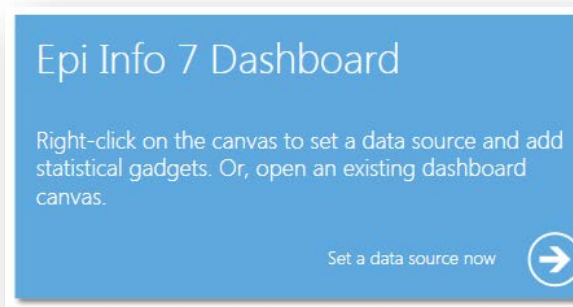 Epi Info 7 Dashboard
Right-click on the canvas to set a data source and add
statistical gadgets. Or, open an existing dashboard
canvas.
Set a data source now